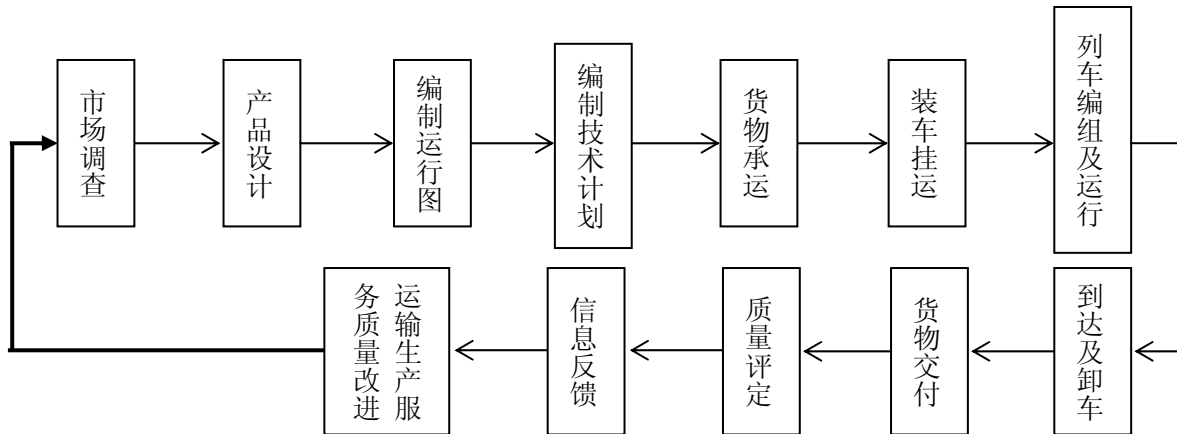 市场调查
产品设计
编制运行图
编制技术计划
货物承运
装车挂运
列车编组及运行
到达及卸车
货物交付
质量评定
信息反馈
运输生产服
务质量改进